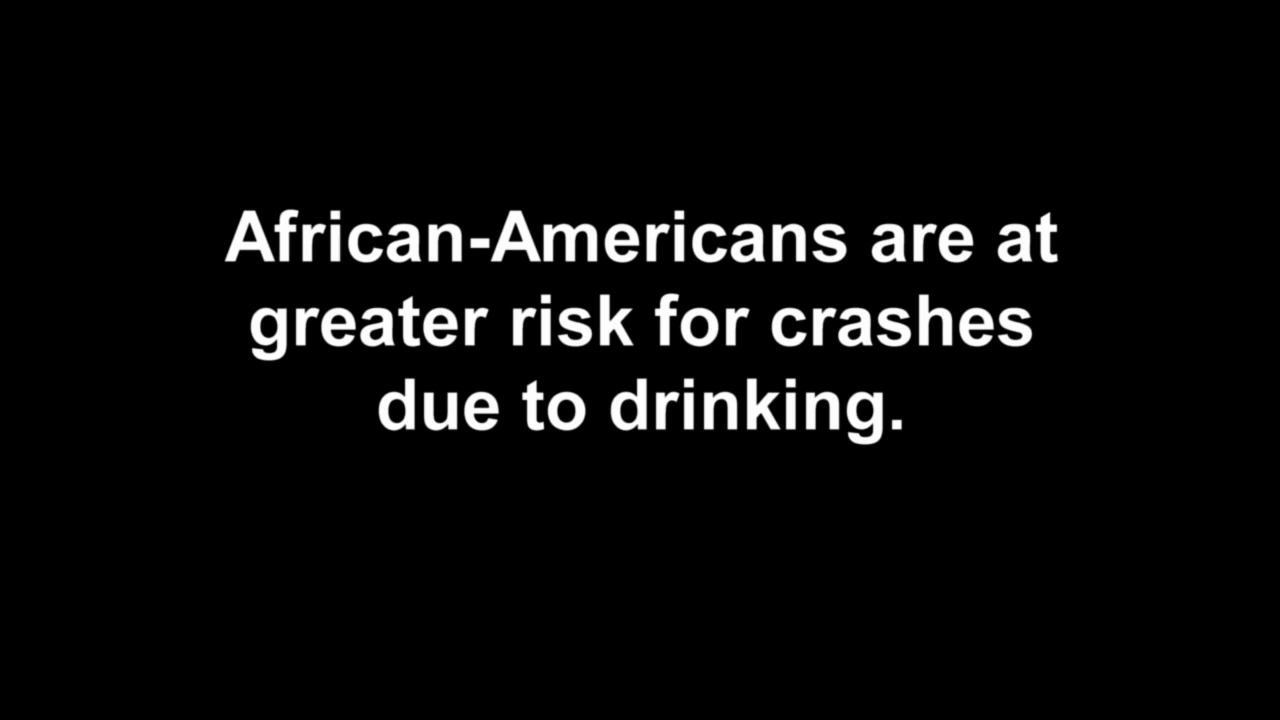 African-Americans are at
greater risk for crashes
due to drinking.